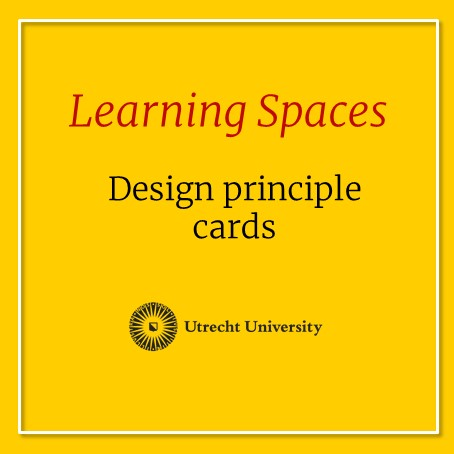 Learning Spaces
Design principle
cards
Utrecht University